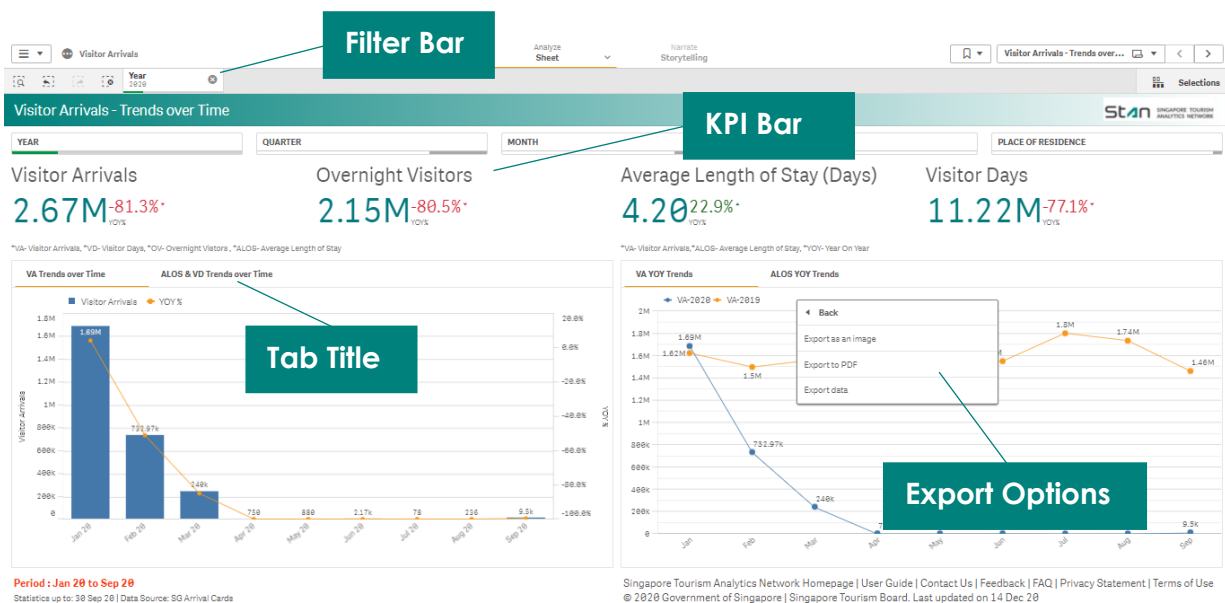 Filter Bar
Visitor Arrivals
Analyze
Sheet
Narrate
Storytelling
Visitor Arrivals - Trends over...
Year
2020
Selections
Visitor Arrivals - Trends over Time
KPI Bar
Stan SINGAPORE TOURISM
ANALYTICS NETWORK
YEAR
QUARTER
MONTH
PLACE OF RESIDENCE
Visitor Arrivals
Overnight Visitors
Average Length of Stay (Days)
Visitor Days
2.67M -81.3%*
YOY%
2.15M -80.5%*
YOY%
4.20 22.9%*
YOY%
11.22M -77.1%*
YOY%
*VA- Visitor Arrivals, *VD- Visitor Days, *OV- Overnight Vistors , *ALOS- Average Length of Stay
*VA- Visitor Arrivals,*ALOS- Average Length of Stay, *YOY- Year On Year
VA Trends over Time
ALOS & VD Trends over Time
Visitor Arrivals
YOY%
1.8M
1.6M
1.4M
1.2M
1M
800k
600k
400k
200k
0
Visitor Arrivals
1.69M
732.97k
240k
750
880
2.17k
78
236
9.5k
20.0%
0.0%
-20.0%
-40.0%
-60.0%
-80.0%
-100.0%
YOY%
Jan 20
Feb 20
Mar 20
Apr 20
May 20
Jun 20
Jul 20
Aug 20
Sep 20
Tab Title
VA YOY Trends
ALOS YOY Trends
VA-2020
VA-2019
2M
1.8M
1.6M
1.4M
1.2M
1M
800k
600k
400k
200k
0
1.69M
1.62M
1.5M
1.8M
1.74M
1.46M
732.97k
240k
9.5k
Back
Export as an image
Export to PDF
Export data
Export Options
Jan
Feb
Mar
Apr
May
Jun
Jul
Aug
Sep
Period : Jan 20 to Sep 20
Statistics up to: 30 Sep 20 | Data Source: SG Arrival Cards
Singapore Tourism Analytics Network Homepage | User Guide | Contact Us | Feedback | FAQ | Privacy Statement | Terms of Use
© 2020 Government of Singapore | Singapore Tourism Board. Last updated on 14 Dec 20